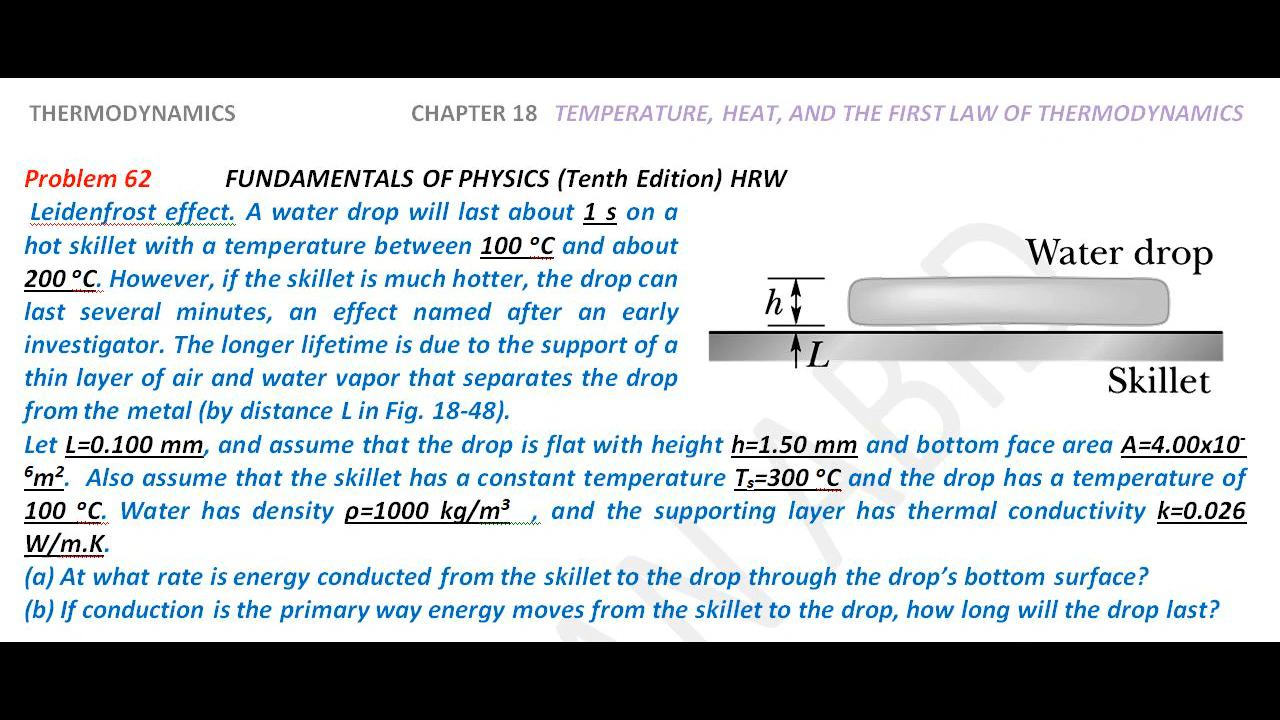 THERMODYNAMICS CHAPTER 18 TEMPERATURE, HEAT, AND THE FIRST LAW OF THERMODYNAMICS
Problem 62 FUNDAMENTALS OF PHYSICS (Tenth Edition) HRW
Leidenfrost effect. A water drop will last about 1 s on a
hot skillet with a temperature between 100 °C and about
200 °C. However, if the skillet is much hotter, the drop can
last several minutes, an effect named after an early
investigator. The longer lifetime is due to the support of a
thin layer of air and water vapor that separates the drop
from the metal (by distance L in Fig. 18-48).
Water drop
h
L
Skillet
Let L=0.100 mm, and assume that the drop is flat with height h=1.50 mm and bottom face area A=4.00x10⁻
⁶m². Also assume that the skillet has a constant temperature Tₛ=300 °C and the drop has a temperature of
100 °C. Water has density ρ=1000 kg/m³ , and the supporting layer has thermal conductivity k=0.026
W/m.K.
(a) At what rate is energy conducted from the skillet to the drop through the drop's bottom surface?
(b) If conduction is the primary way energy moves from the skillet to the drop, how long will the drop last?